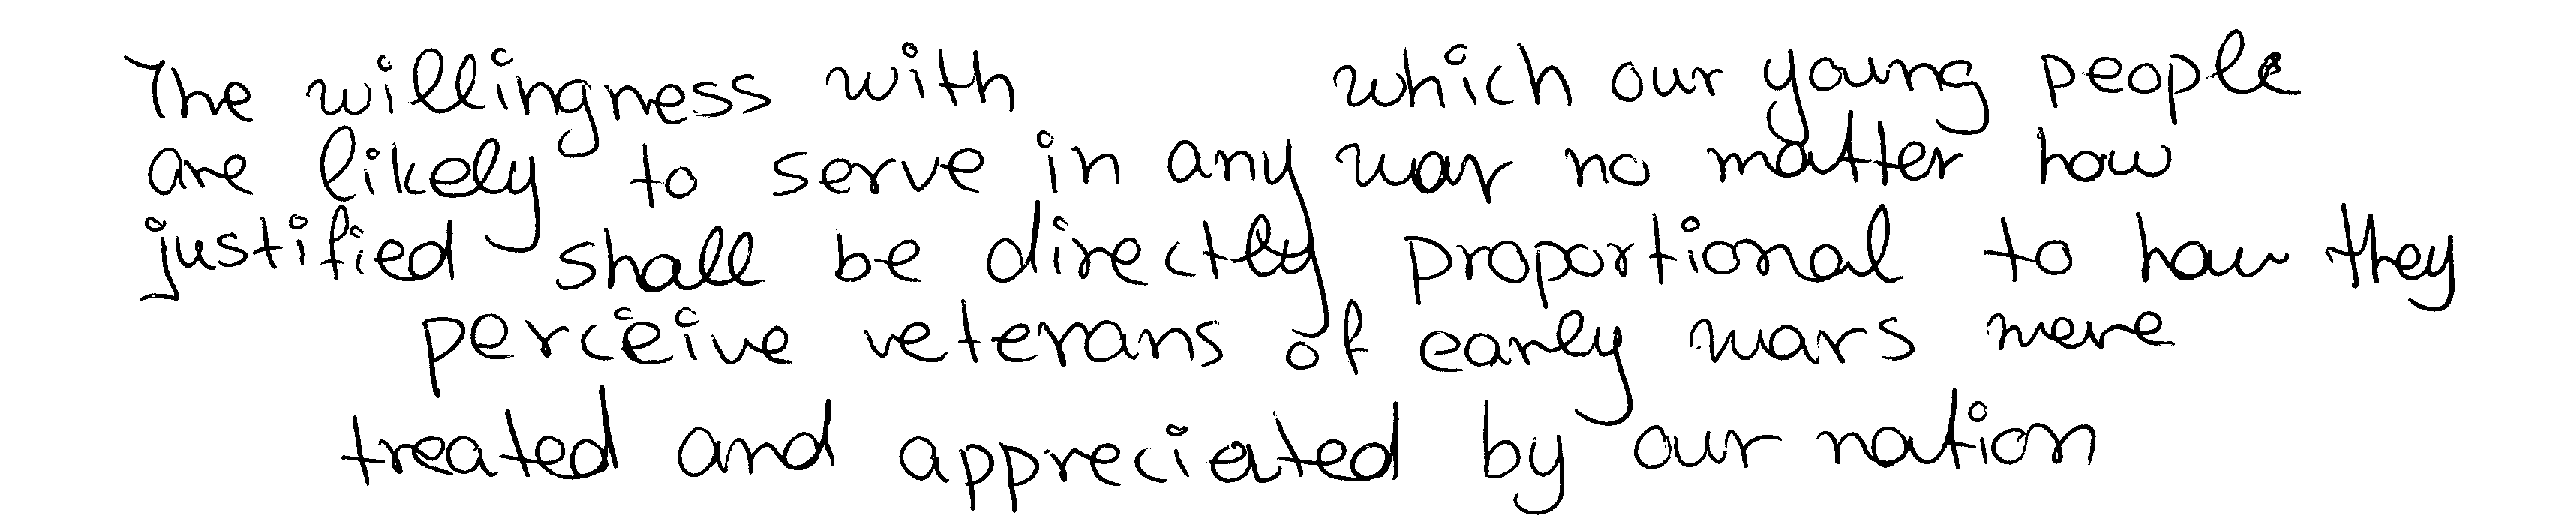 The willingness with which our young people
are likely to serve in any war no matter how
justified shall be directly proportional to how they
perceive veterans of early wars were
treated and appreciated by our nation